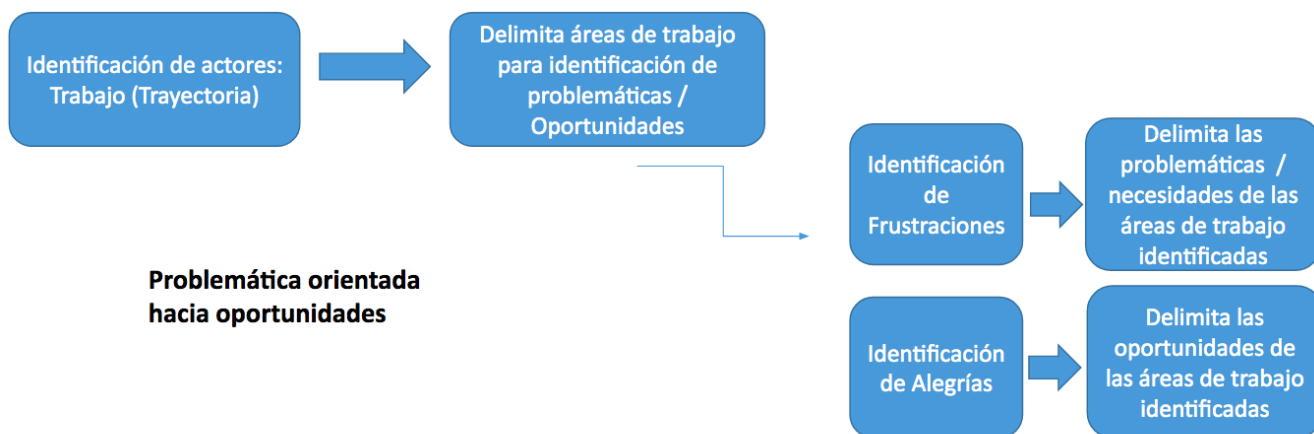 Identificación de actores:
Trabajo (Trayectoria)
Delimita áreas de trabajo
para identificación de
problemáticas /
Oportunidades
Identificación
de
Frustraciones
Delimita las
problemáticas /
necesidades de las
áreas de trabajo
identificadas
Problemática orientada
hacia oportunidades
Identificación
de Alegrías
Delimita las
oportunidades de
las áreas de trabajo
identificadas